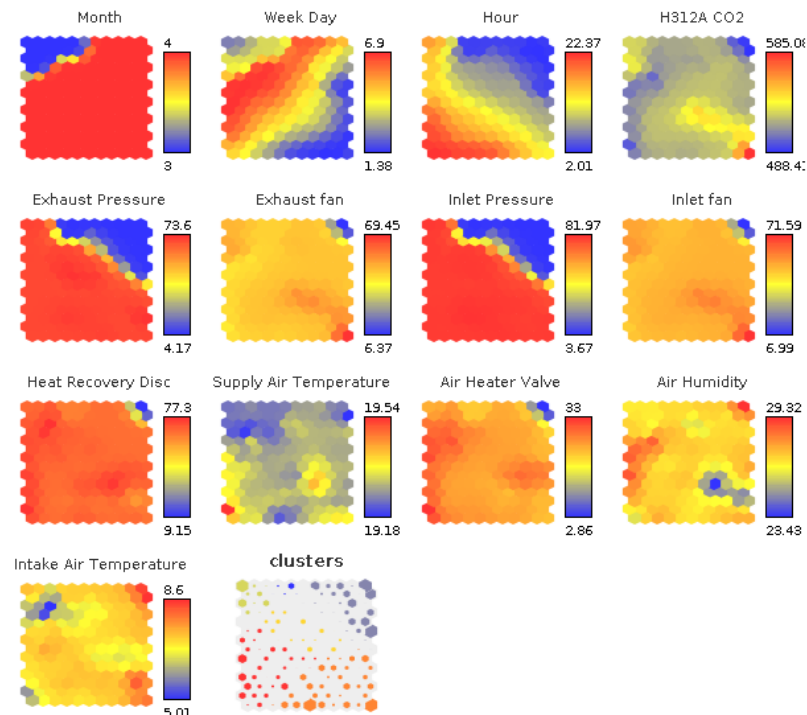 Month
Week Day
Hour
H312A CO2
4
6.9
22.37
585.08
3
1.38
2.01
488.41
Exhaust Pressure
Exhaust fan
Inlet Pressure
Inlet fan
73.6
69.45
81.97
71.59
4.17
6.37
3.67
6.99
Heat Recovery Disc
Supply Air Temperature
Air Heater Valve
Air Humidity
77.3
19.54
33
29.32
9.15
19.18
2.86
23.43
Intake Air Temperature
clusters
8.6
5.01